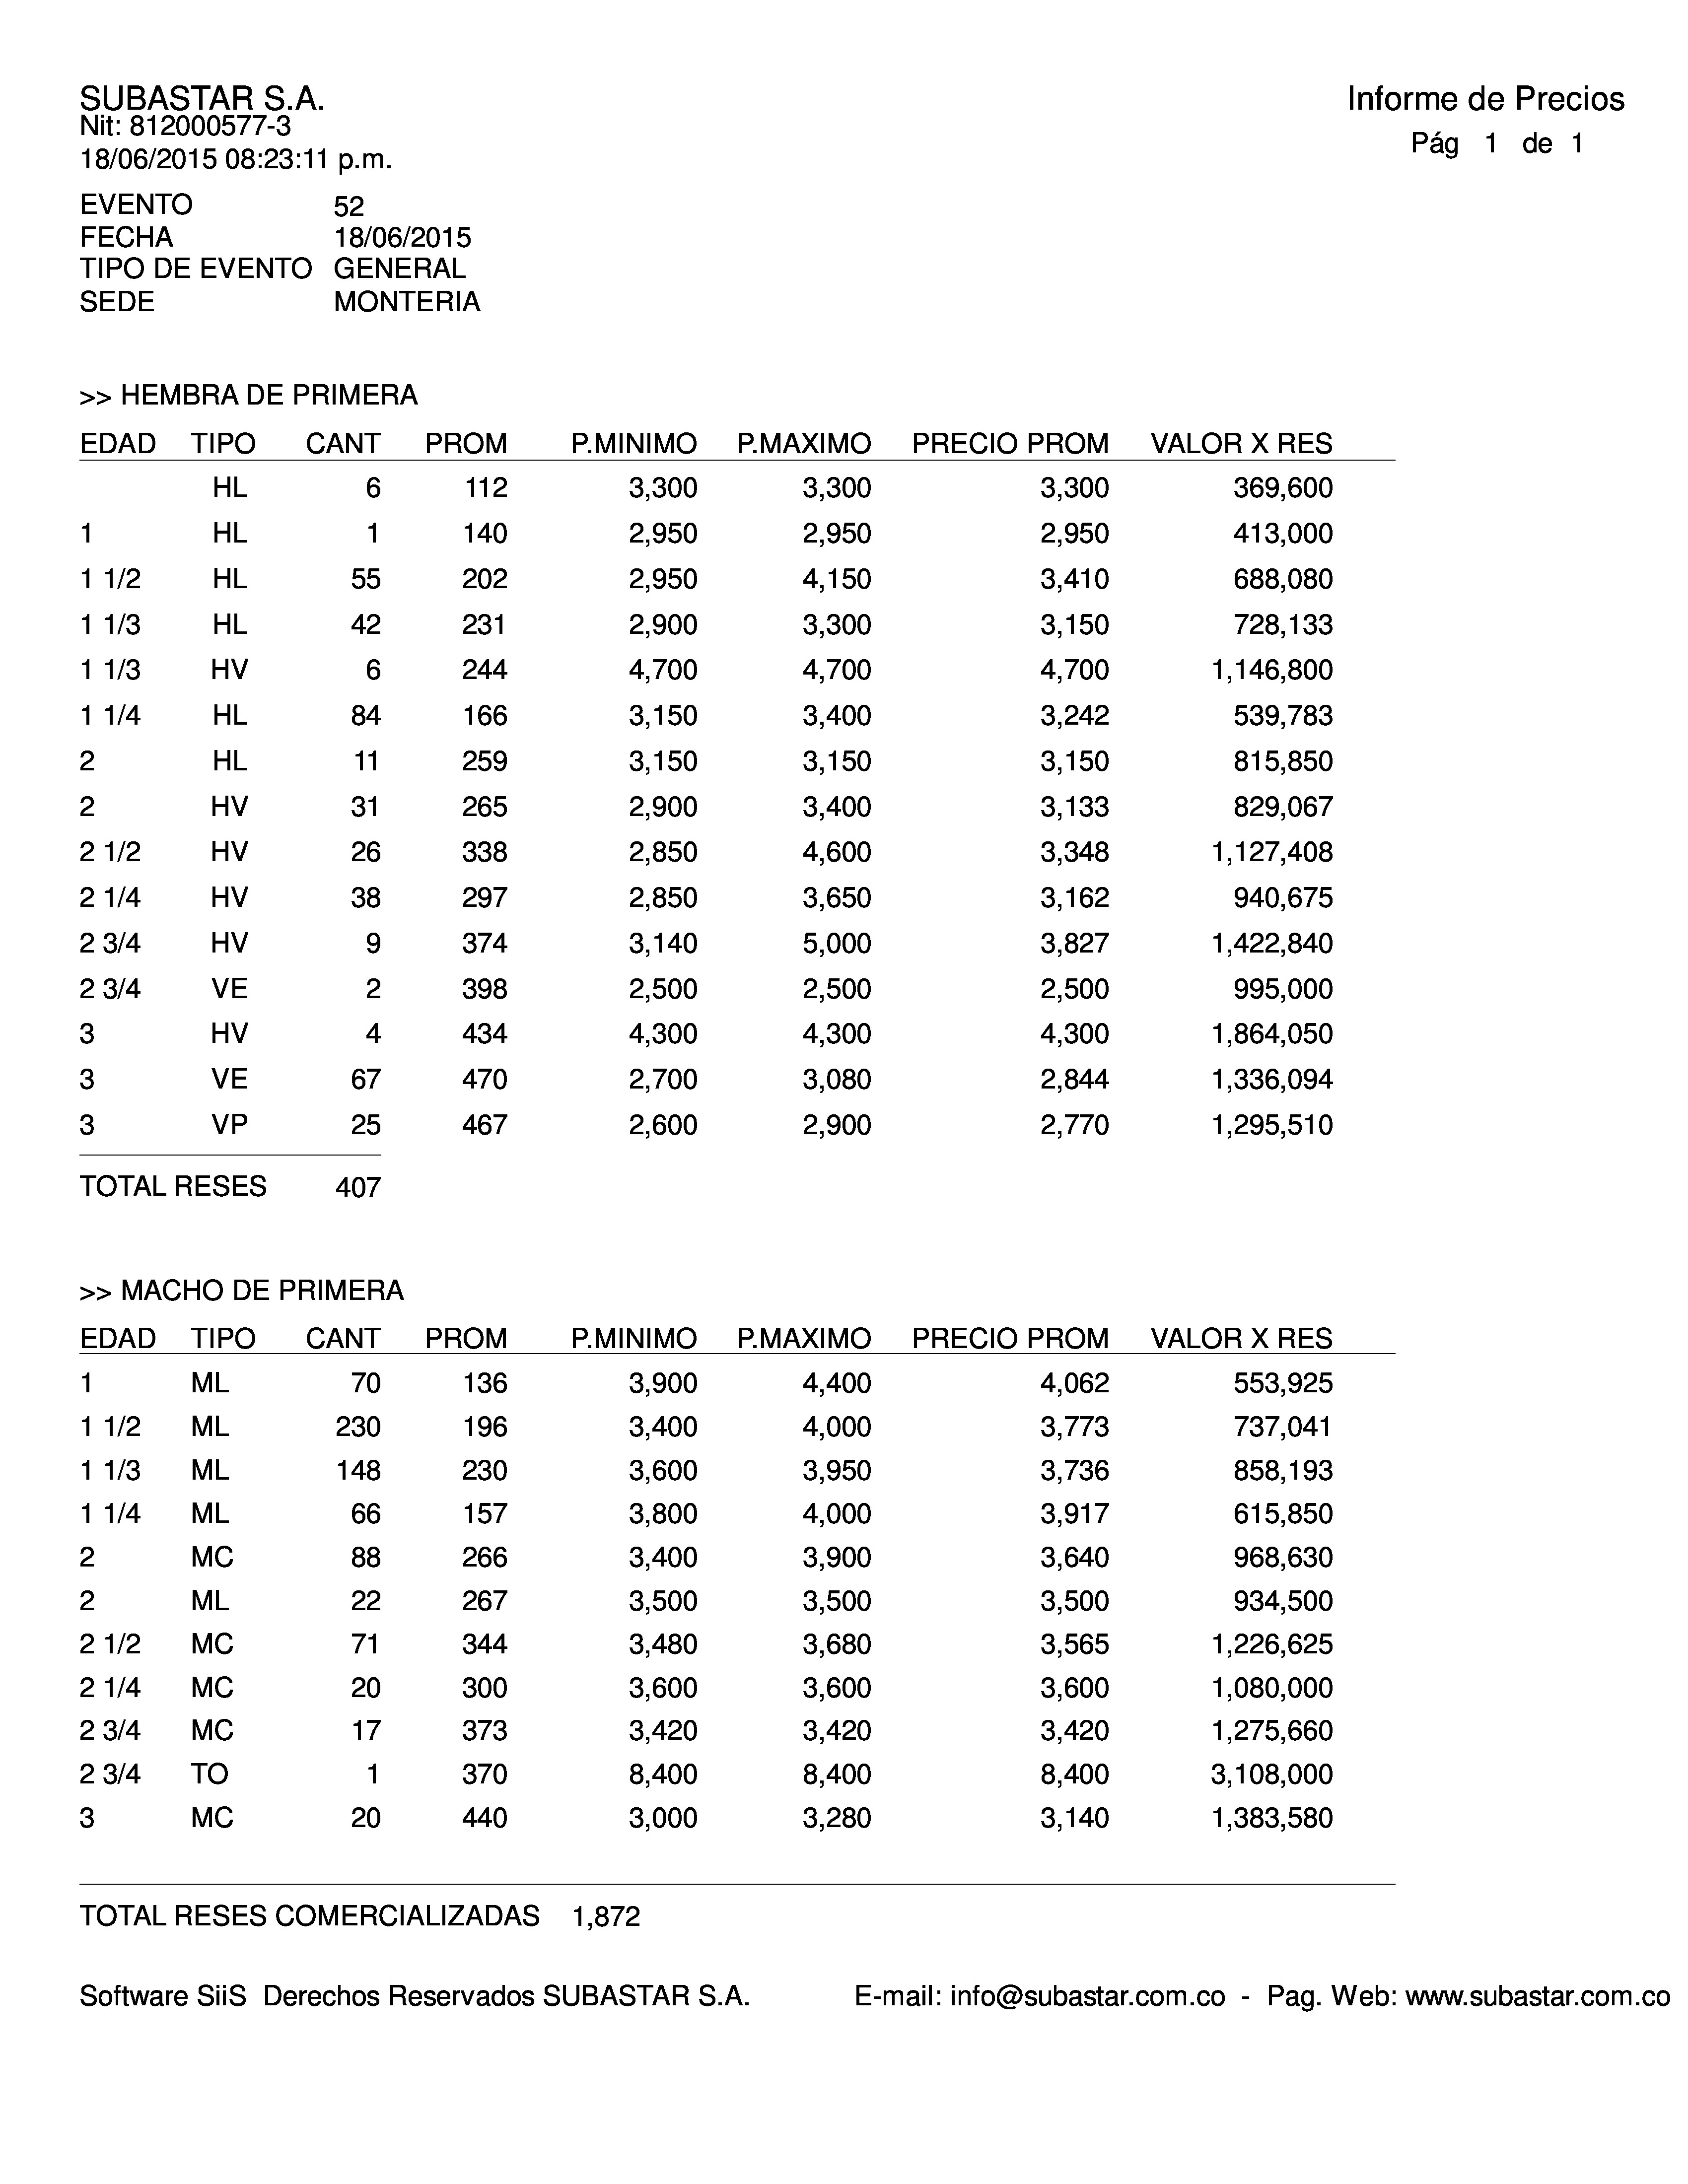 SUBASTAR S.A.
Informe de Precios
Nit: 812000577-3
Pág 1 de 1
18/06/2015 08:23:11 p.m.
EVENTO 52
FECHA 18/06/2015
TIPO DE EVENTO GENERAL
SEDE MONTERIA
>> HEMBRA DE PRIMERA
EDAD TIPO CANT PROM P.MINIMO P.MAXIMO PRECIO PROM VALOR X RES
HL 6 112 3,300 3,300 3,300 369,600
1 HL 1 140 2,950 2,950 2,950 413,000
1 1/2 HL 55 202 2,950 4,150 3,410 688,080
1 1/3 HL 42 231 2,900 3,300 3,150 728,133
1 1/3 HV 6 244 4,700 4,700 4,700 1,146,800
1 1/4 HL 84 166 3,150 3,400 3,242 539,783
2 HL 11 259 3,150 3,150 3,150 815,850
2 HV 31 265 2,900 3,400 3,133 829,067
2 1/2 HV 26 338 2,850 4,600 3,348 1,127,408
2 1/4 HV 38 297 2,850 3,650 3,162 940,675
2 3/4 HV 9 374 3,140 5,000 3,827 1,422,840
2 3/4 VE 2 398 2,500 2,500 2,500 995,000
3 HV 4 434 4,300 4,300 4,300 1,864,050
3 VE 67 470 2,700 3,080 2,844 1,336,094
3 VP 25 467 2,600 2,900 2,770 1,295,510
TOTAL RESES 407
>> MACHO DE PRIMERA
EDAD TIPO CANT PROM P.MINIMO P.MAXIMO PRECIO PROM VALOR X RES
1 ML 70 136 3,900 4,400 4,062 553,925
1 1/2 ML 230 196 3,400 4,000 3,773 737,041
1 1/3 ML 148 230 3,600 3,950 3,736 858,193
1 1/4 ML 66 157 3,800 4,000 3,917 615,850
2 MC 88 266 3,400 3,900 3,640 968,630
2 ML 22 267 3,500 3,500 3,500 934,500
2 1/2 MC 71 344 3,480 3,680 3,565 1,226,625
2 1/4 MC 20 300 3,600 3,600 3,600 1,080,000
2 3/4 MC 17 373 3,420 3,420 3,420 1,275,660
2 3/4 TO 1 370 8,400 8,400 8,400 3,108,000
3 MC 20 440 3,000 3,280 3,140 1,383,580
TOTAL RESES COMERCIALIZADAS 1,872
Software SiiS Derechos Reservados SUBASTAR S.A. E-mail: info@subastar.com.co - Pag. Web: www.subastar.com.co